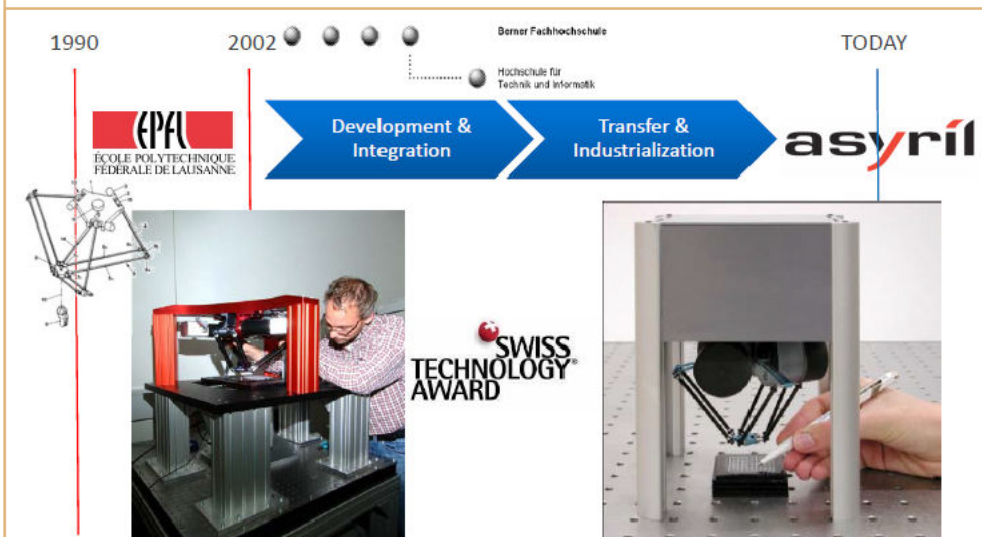 1990
2002
Berner Fachhochschule
Hochschule für
Technik und Informatik
TODAY
EPFL
ÉCOLE POLYTECHNIQUE
FÉDÉRALE DE LAUSANNE
Development &
Integration
Transfer &
Industrialization
asyril
SWISS
TECHNOLOGY®
AWARD